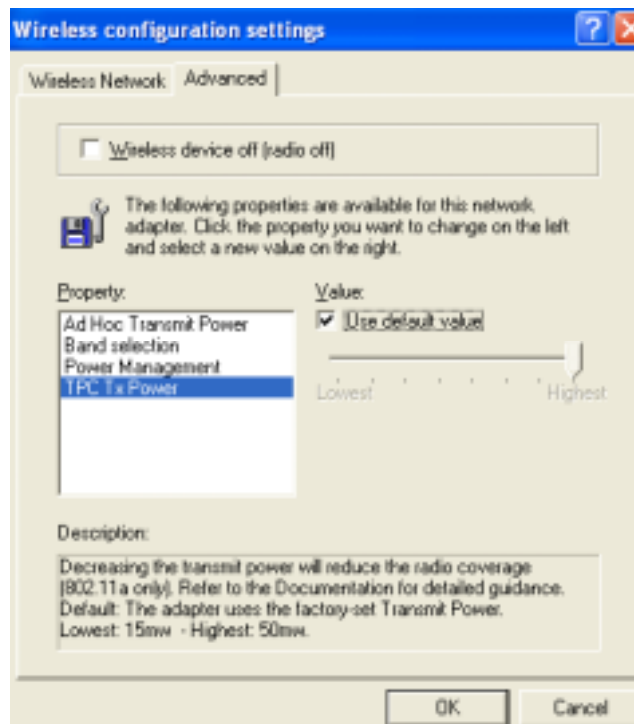 Wireless configuration settings
Wireless Network
Advanced
Wireless device off (radio off)
The following properties are available for this network
adapter. Click the property you want to change on the left
and select a new value on the right.
Property:
Value:
Ad Hoc Transmit Power
Band selection
Power Management
TPC Tx Power
Use default value
Lowest
Highest
Description:
Decreasing the transmit power will reduce the radio coverage
(802.11a only). Refer to the Documentation for detailed guidance.
Default: The adapter uses the factory-set Transmit Power.
Lowest: 15mw - Highest: 50mw.
OK
Cancel